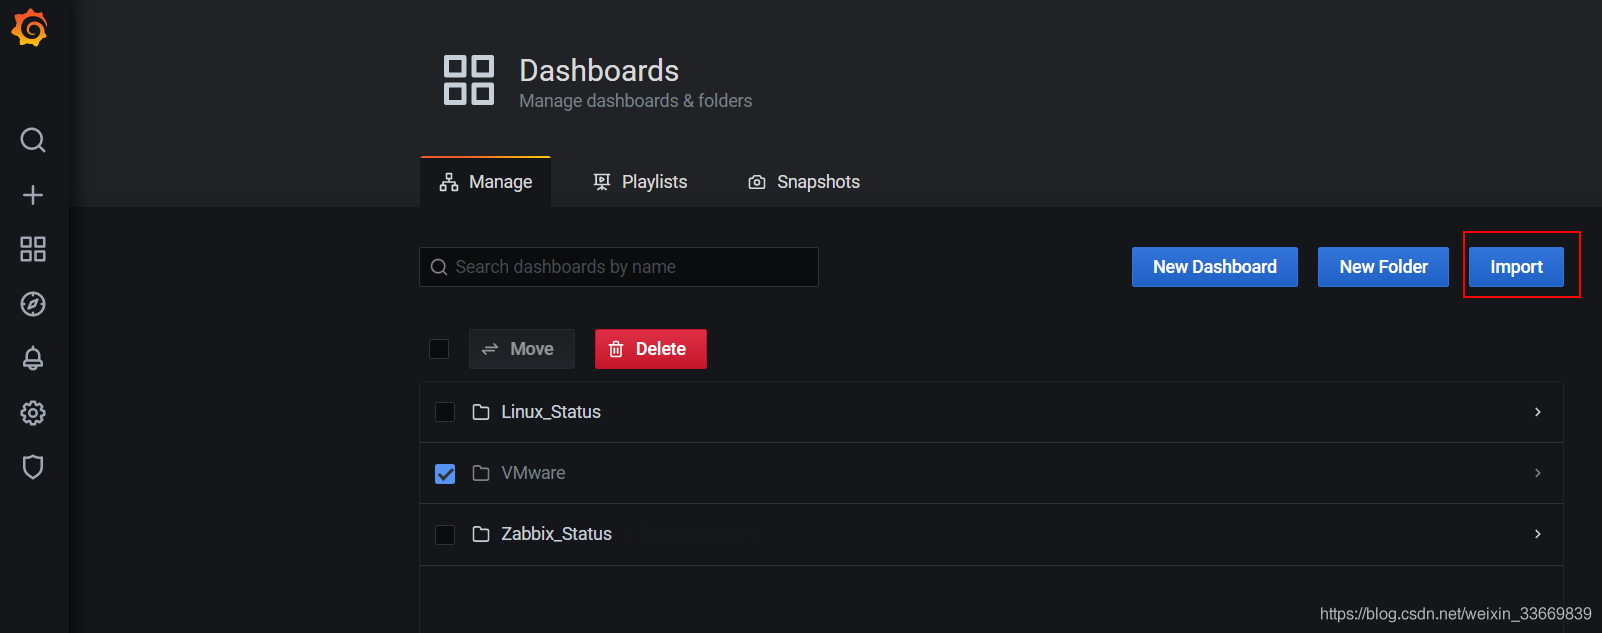 Dashboards
Manage dashboards & folders
Manage Playlists Snapshots
Search dashboards by name New Dashboard New Folder Import
Move Delete
Linux_Status
VMware
Zabbix_Status
https://blog.csdn.net/weixin_33669839